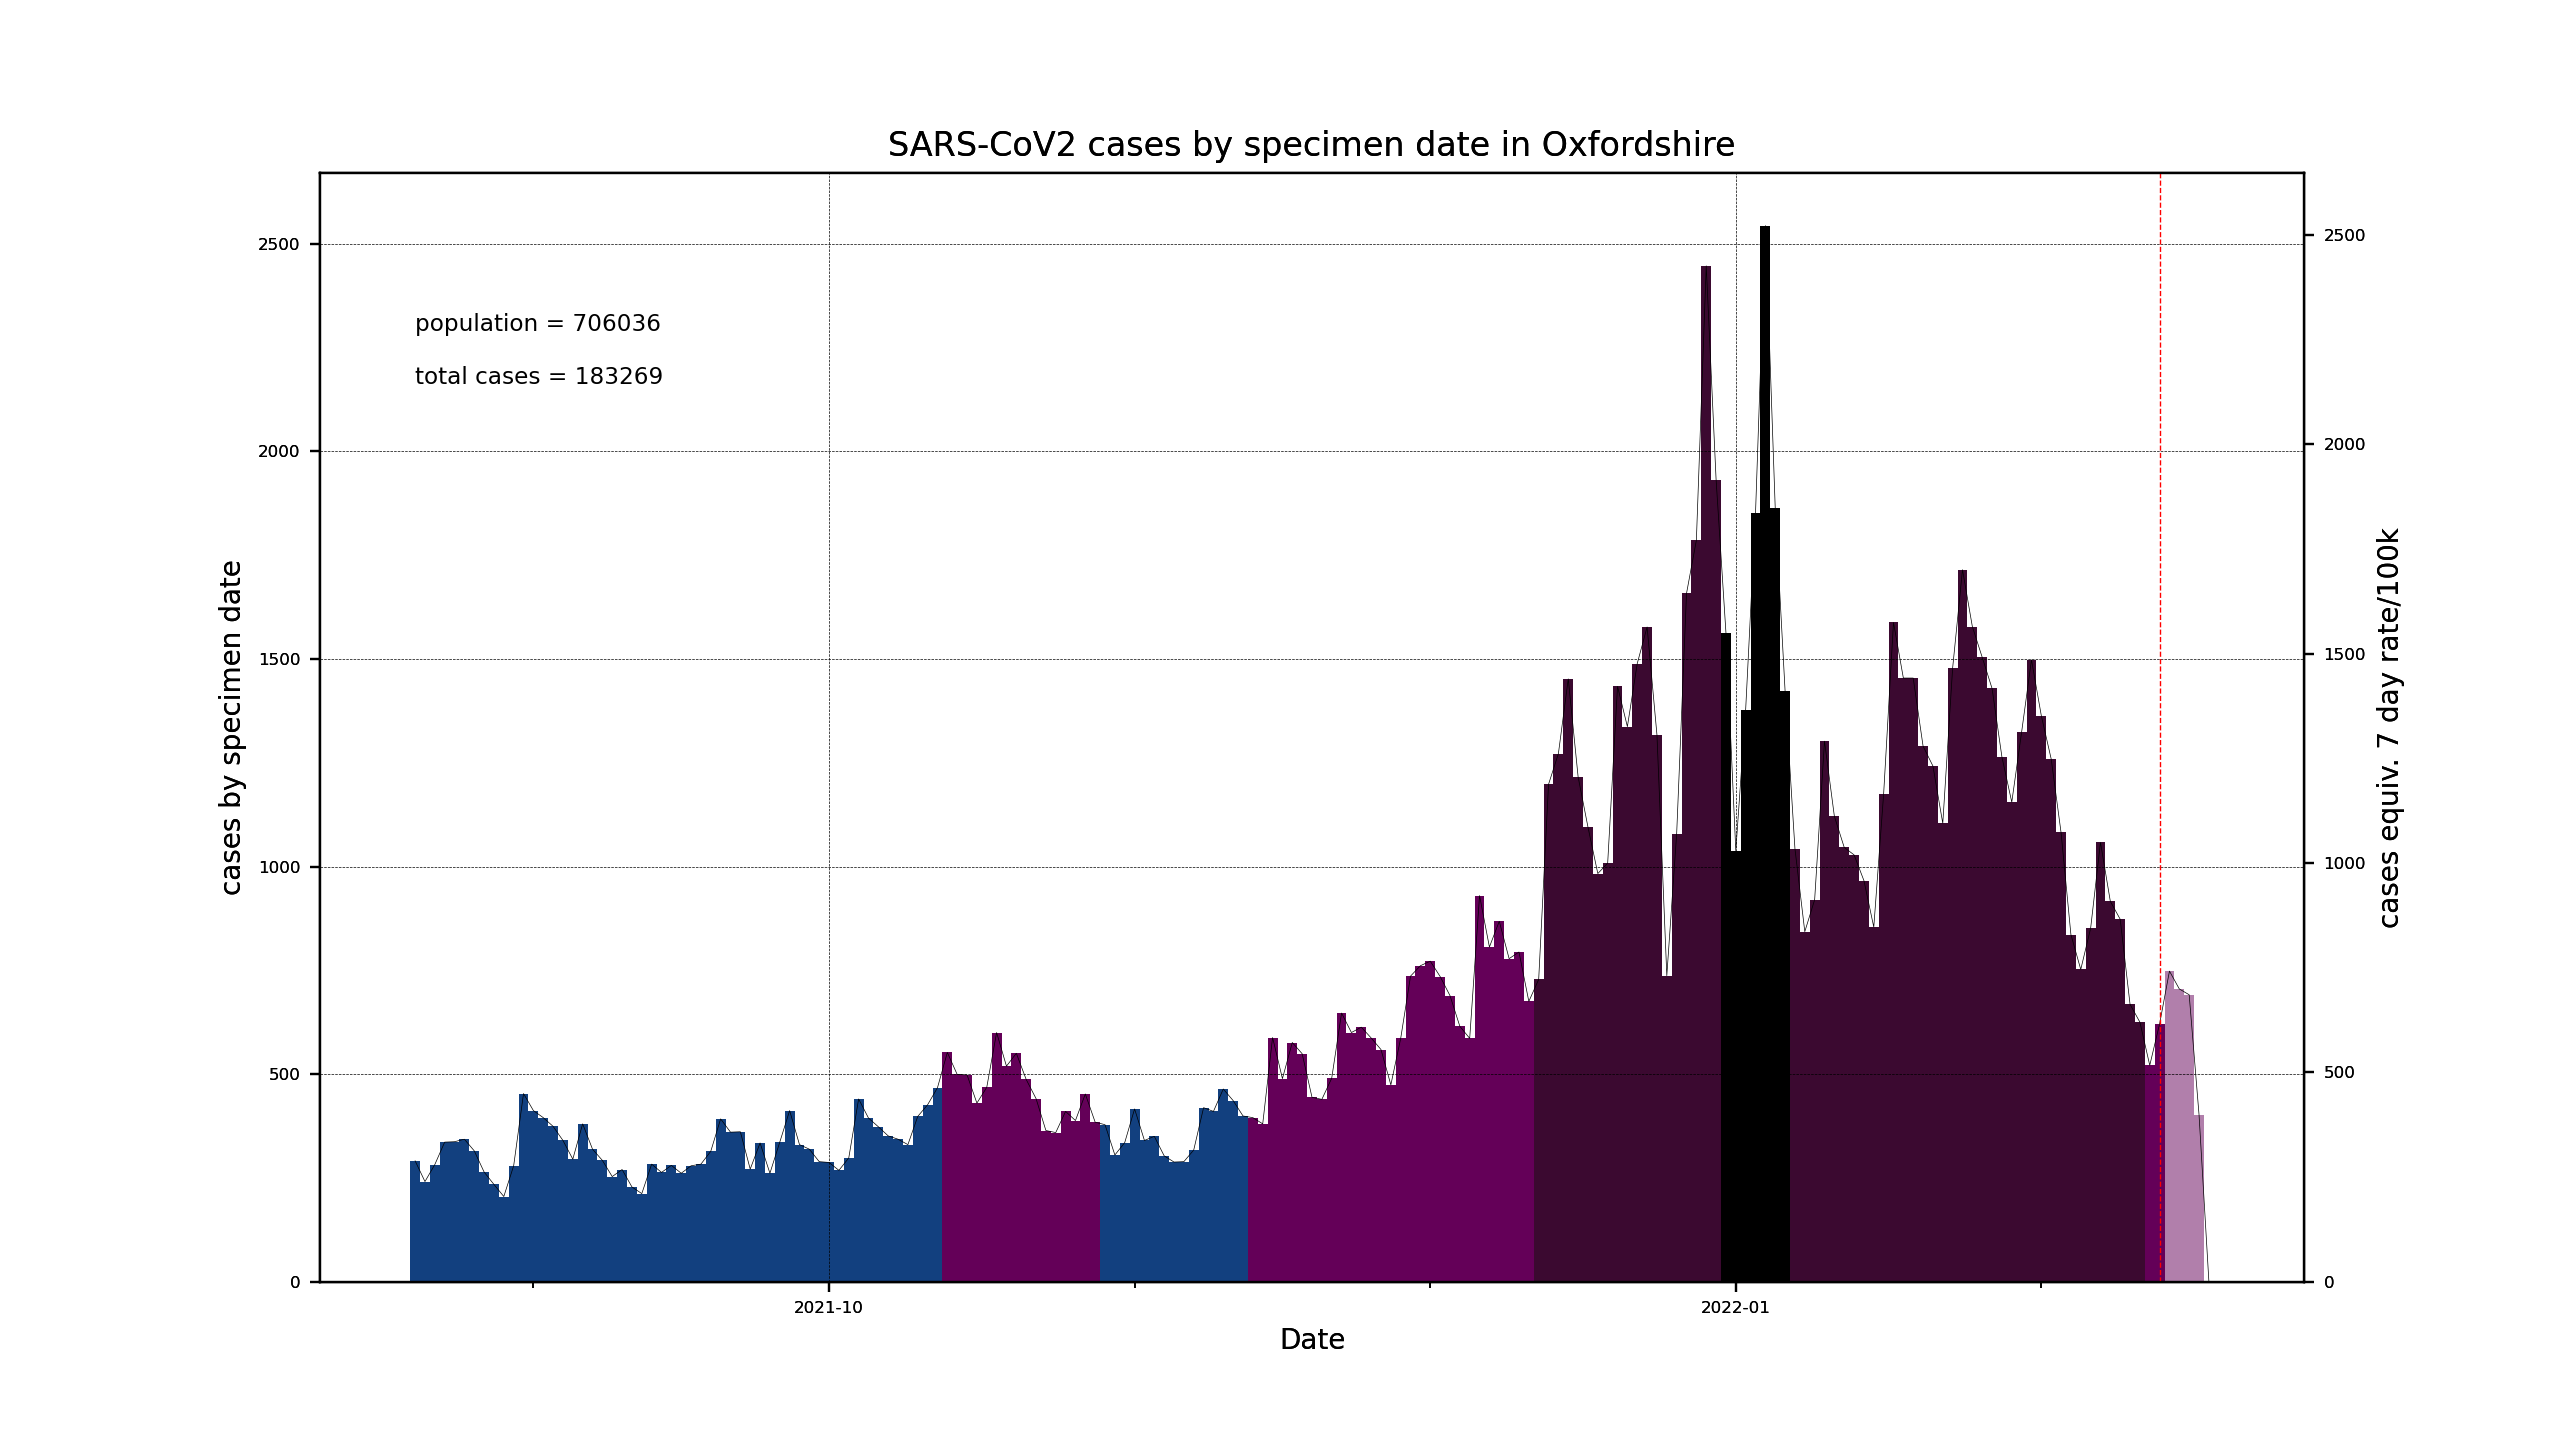 SARS-CoV2 cases by specimen date in Oxfordshire
population = 706036
total cases = 183269
cases by specimen date
2500
2000
1500
1000
500
0
2500
2000
1500
1000
500
0
cases equiv. 7 day rate/100k
2021-10
2022-01
Date